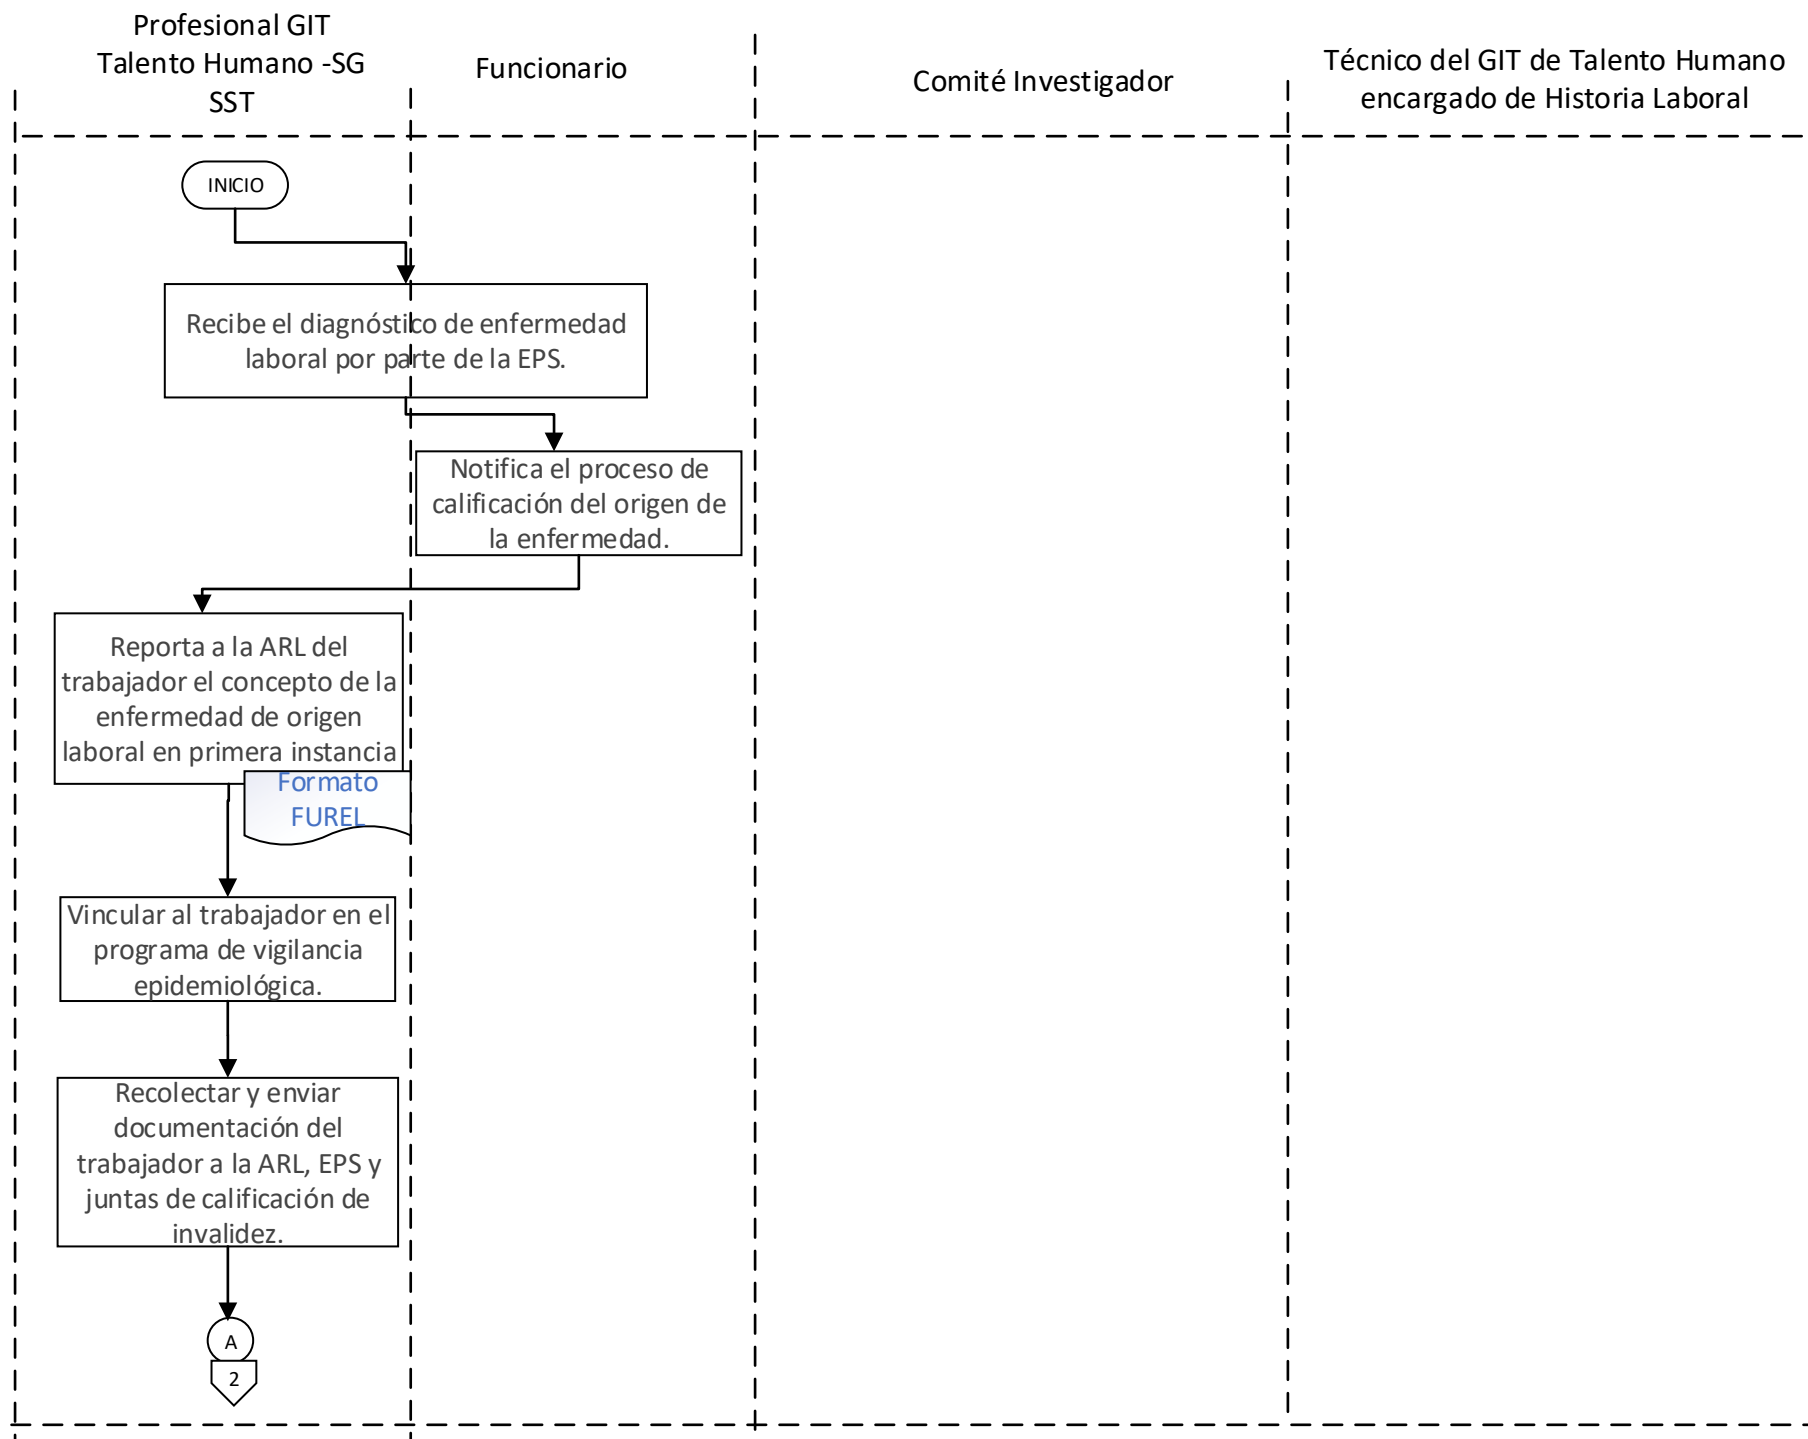 Profesional GIT
Talento Humano -SG
SST
Funcionario
Comité Investigador
Técnico del GIT de Talento Humano
encargado de Historia Laboral
INICIO
Recibe el diagnóstico de enfermedad
laboral por parte de la EPS.
Notifica el proceso de
calificación del origen de
la enfermedad.
Reporta a la ARL del
trabajador el concepto de la
enfermedad de origen
laboral en primera instancia
Formato
FUREL
Vincular al trabajador en el
programa de vigilancia
epidemiológica.
Recolectar y enviar
documentación del
trabajador a la ARL, EPS y
juntas de calificación de
invalidez.
A
2